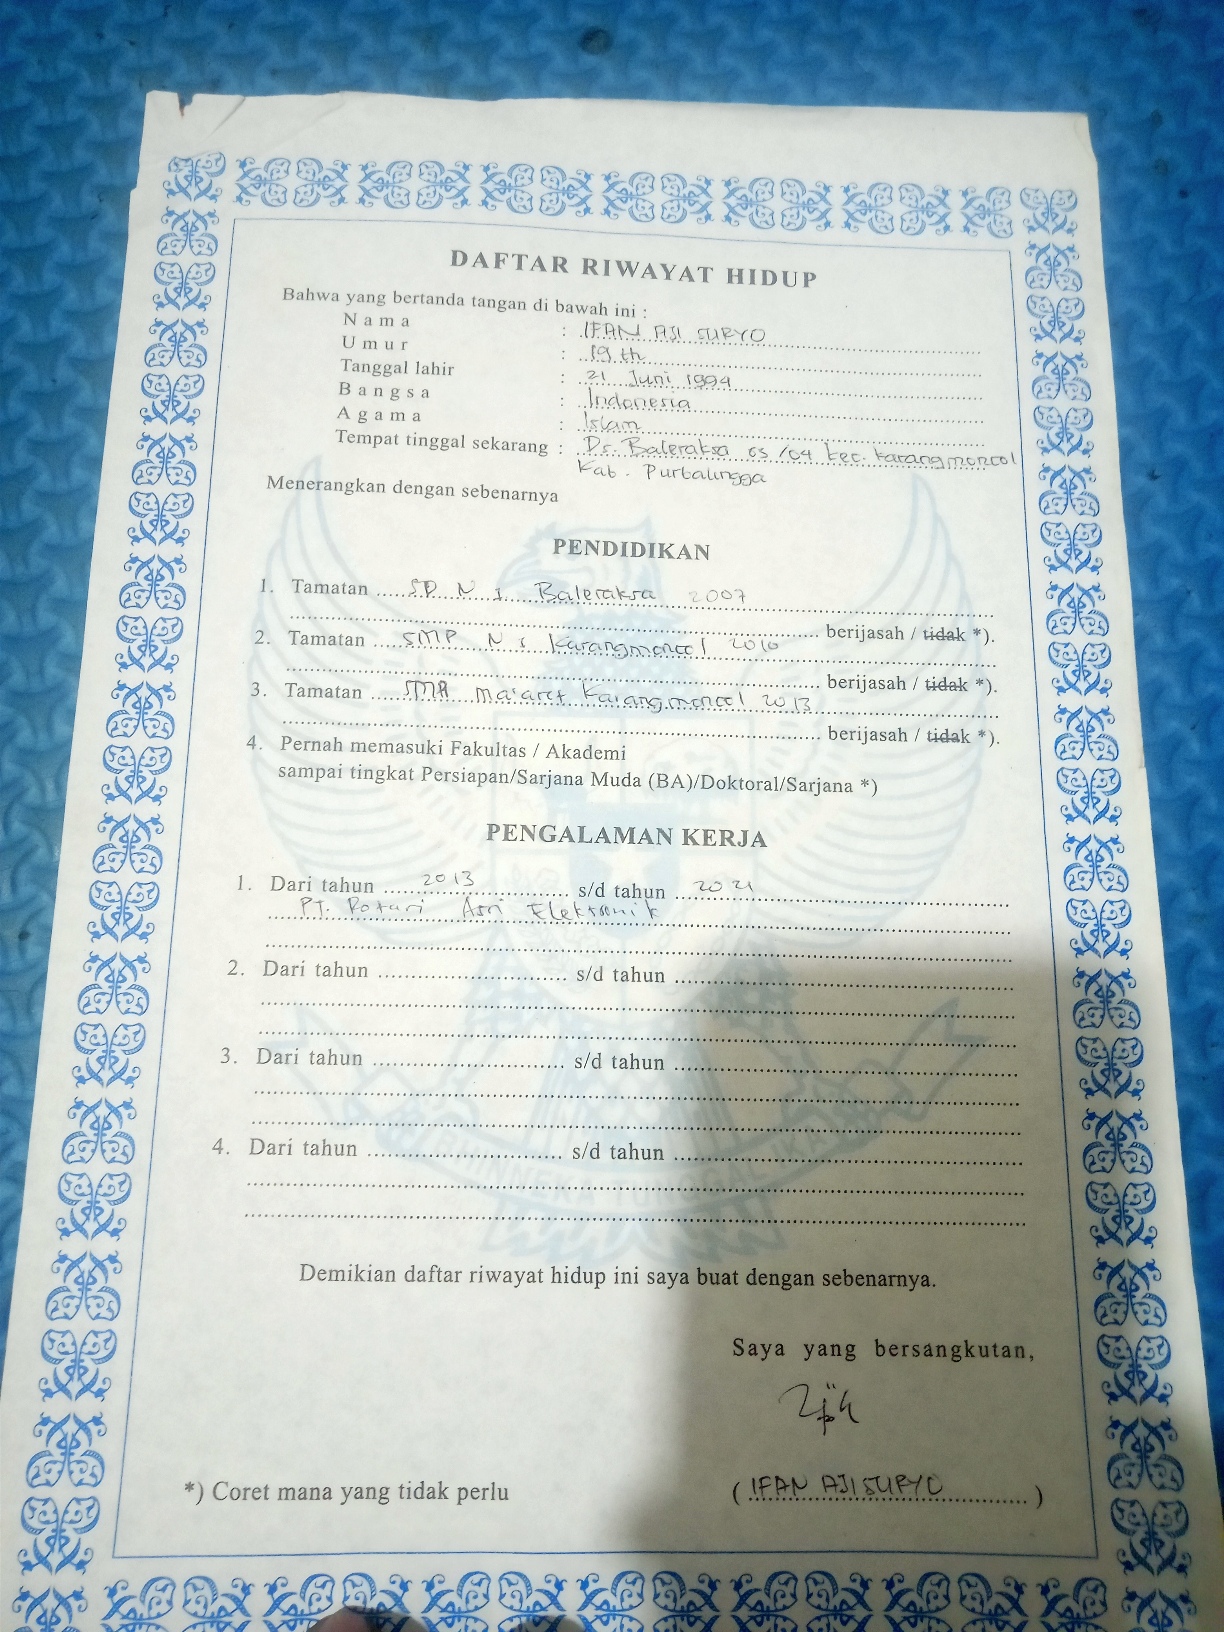 DAFTAR RIWAYAT HIDUP
Bahwa yang bertanda tangan di bawah ini :
Nama : IFAN AJI SURYO
Umur : 19 th
Tanggal lahir : 21 Juni 1994
Bangsa : Indonesia
Agama : Islam
Tempat tinggal sekarang : Ds. Baleraksa 05/04 kec. karangmoncol
Kab. Purbalingga
Menerangkan dengan sebenarnya
PENDIDIKAN
1. Tamatan SD N 1 Baleraksa 2007
berijasah / tidak *).
2. Tamatan SMP N 1 Karangmoncol 2010
berijasah / tidak *).
3. Tamatan SMA Ma'aref Karangmoncol 2013
berijasah / tidak *).
4. Pernah memasuki Fakultas / Akademi
sampai tingkat Persiapan/Sarjana Muda (BA)/Doktoral/Sarjana *)
PENGALAMAN KERJA
1. Dari tahun 2013 s/d tahun 2021
PT. Asri Elektronik
2. Dari tahun s/d tahun
3. Dari tahun s/d tahun
4. Dari tahun s/d tahun
Demikian daftar riwayat hidup ini saya buat dengan sebenarnya.
Saya yang bersangkutan,
*) Coret mana yang tidak perlu
( IFAN AJI SURYO )